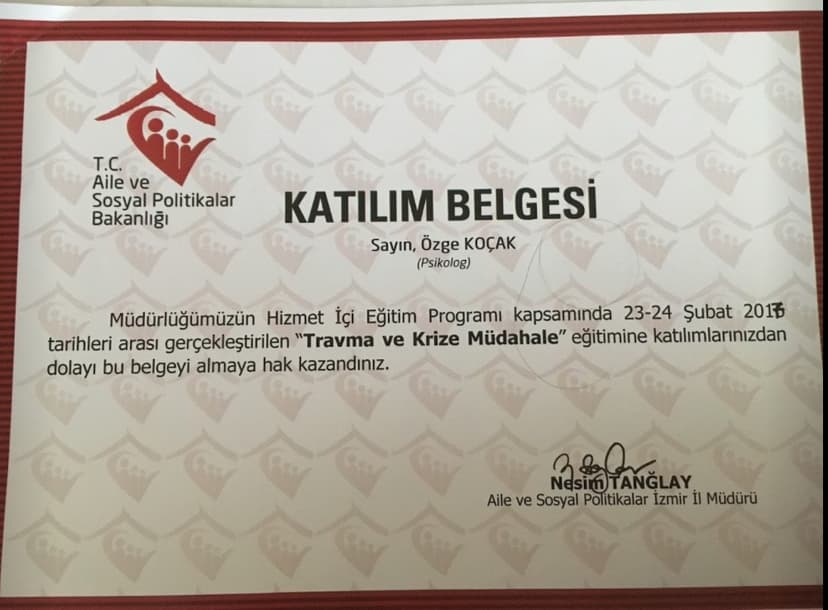 T.C.
Aile ve
Sosyal Politikalar
Bakanlığı
KATILIM BELGESİ
Sayın, Özge KOÇAK
(Psikolog)
Müdürlüğümüzün Hizmet İçi Eğitim Programı kapsamında 23-24 Şubat
tarihleri arası gerçekleştirilen “Travma ve Krize Müdahale” eğitimine katılımlarınızdan
dolayı bu belgeyi almaya hak kazandınız.
Nesim TANĞLAY
Aile ve Sosyal Politikalar İzmir İl Müdürü